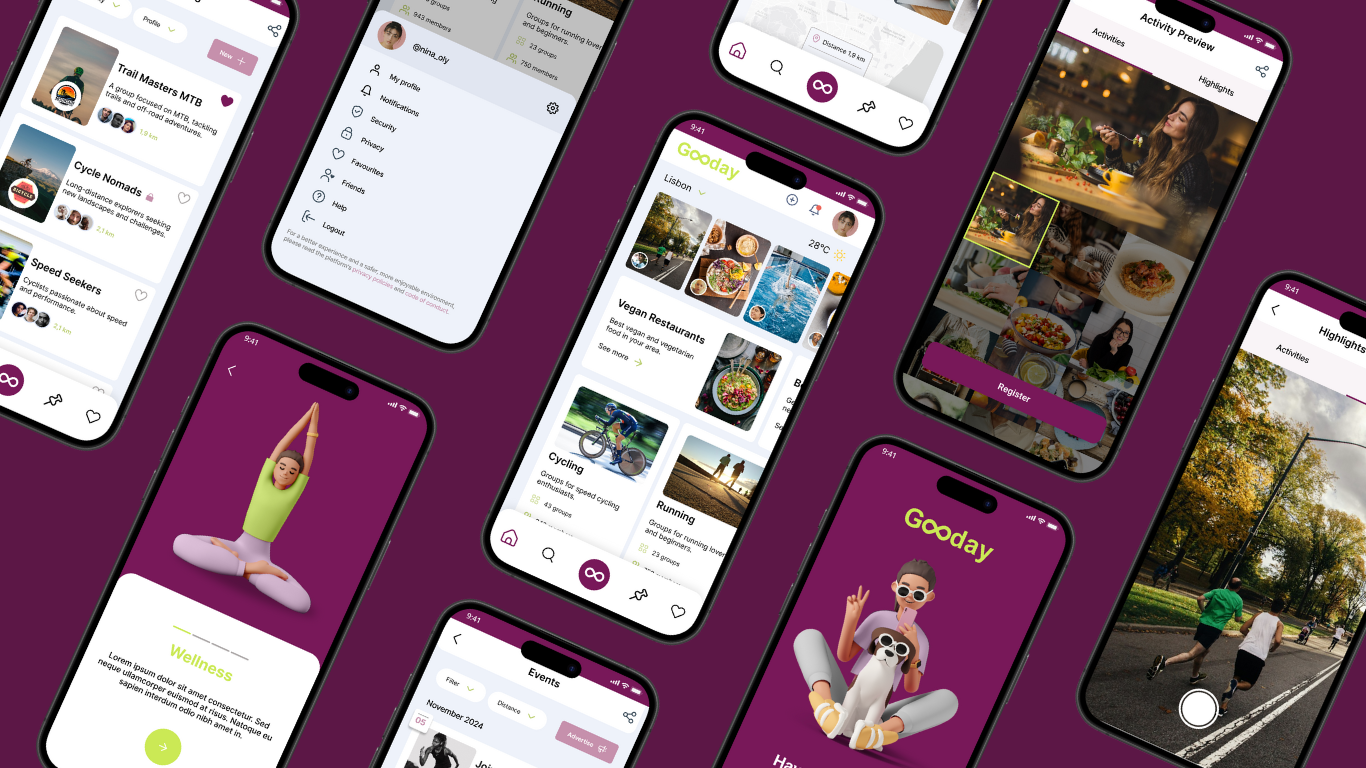 Profile
New
Trail Masters MTB
A group focused on MTB, tackling
trails and off-road adventures.
1,8 km
Cycle Nomads
Long-distance explorers seeking
new landscapes and challenges.
2,1 km
Speed Seekers
Cyclists passionate about speed
and performance.
2,1 km
groups
943 members
Running
Groups for running lovers
and beginners.
23 groups
750 members
@nina_oly
My profile
Notifications
Security
Privacy
Favourites
Friends
Help
Logout
For a better experience and a safer, more enjoyable environment,
please read the platform's privacy policies and code of conduct.
Distance 1,8 km
Activity Preview
Activities
Highlights
Register
9:41
Highlights
Activities
9:41
Gooday
Lisbon
28°C
Vegan Restaurants
Best vegan and vegetarian
food in your area.
See more
Cycling
Groups for speed cycling
enthusiasts.
43 groups
Running
Groups for running lovers
and beginners.
23 groups
9:41
Wellness
Lorem ipsum dolor sit amet consectetur. Sed
neque ullamcorper euismod at risus. Natoque eu
sapien interdum odio nibh amet in.
9:41
Events
Filter
Distance
Advertise
November 2024
05
9:41
Gooday